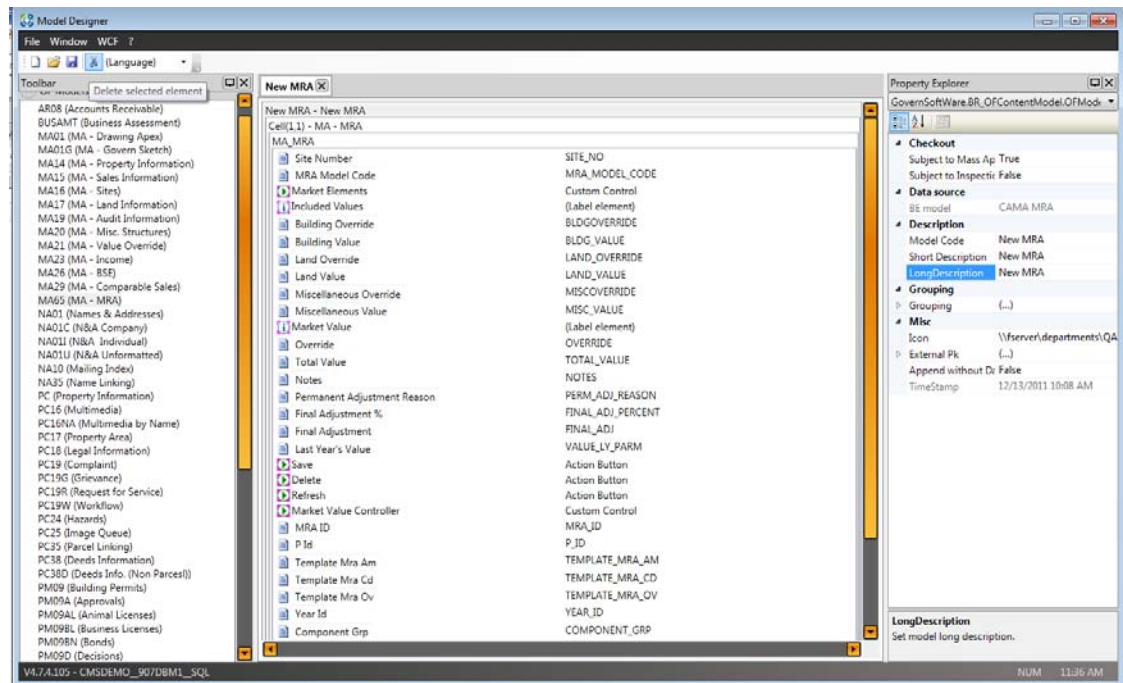 Model Designer
File Window WCF ?
(Language)
Toolbar
Delete selected element
AR08 (Accounts Receivable)
BUSAMT (Business Assessment)
MA01 (MA - Drawing Apex)
MA01G (MA - Govern Sketch)
MA14 (MA - Property Information)
MA15 (MA - Sales Information)
MA16 (MA - Sites)
MA17 (MA - Land Information)
MA19 (MA - Audit Information)
MA20 (MA - Misc. Structures)
MA21 (MA - Value Override)
MA23 (MA - Income)
MA26 (MA - BSE)
MA29 (MA - Comparable Sales)
MA65 (MA - MRA)
NA01 (Names & Addresses)
NA01C (N&A Company)
NA01I (N&A Individual)
NA01U (N&A Unformatted)
NA10 (Mailing Index)
NA35 (Name Linking)
PC (Property Information)
PC16 (Multimedia)
PC16NA (Multimedia by Name)
PC17 (Property Area)
PC18 (Legal Information)
PC19 (Complaint)
PC19G (Grievance)
PC19R (Request for Service)
PC19W (Workflow)
PC24 (Hazards)
PC25 (Image Queue)
PC35 (Parcel Linking)
PC38 (Deeds Information)
PC38D (Deeds Info. (Non Parcesl))
PM09 (Building Permits)
PM09A (Approvals)
PM09AL (Animal Licenses)
PM09BL (Business Licenses)
PM09BN (Bonds)
PM09D (Decisions)
New MRA
New MRA - New MRA
Cell(1,1) - MA - MRA
MA_MRA
Site Number SITE_NO
MRA Model Code MRA_MODEL_CODE
Market Elements Custom Control
Included Values (Label element)
Building Override BLDGOVERRIDE
Building Value BLDG_VALUE
Land Override LAND_OVERRIDE
Land Value LAND_VALUE
Miscellaneous Override MISCOVERRIDE
Miscellaneous Value MISC_VALUE
Market Value (Label element)
Override OVERRIDE
Total Value TOTAL_VALUE
Notes NOTES
Permanent Adjustment Reason PERM_ADJ_REASON
Final Adjustment % FINAL_ADJ_PERCENT
Final Adjustment FINAL_ADJ
Last Year's Value VALUE_LY_PARM
Save Action Button
Delete Action Button
Refresh Action Button
Market Value Controller Custom Control
MRA ID MRA_ID
P Id P_ID
Template Mra Am TEMPLATE_MRA_AM
Template Mra Cd TEMPLATE_MRA_CD
Template Mra Ov TEMPLATE_MRA_OV
Year Id YEAR_ID
Component Grp COMPONENT_GRP
Property Explorer
GovernSoftWare.BR_OFContentModel.OFMode
Checkout
Subject to Mass Ap True
Subject to Inspectic False
Data source
BE model CAMA MRA
Description
Model Code New MRA
Short Description New MRA
LongDescription New MRA
Grouping
Grouping (...)
Misc
Icon \\fserver\departments\QA
External Pk (...)
Append without Da False
TimeStamp 12/13/2011 10:08 AM
LongDescription
Set model long description.
V4.7.4.105 - CMSDEMO_907DBM1__SQL
NUM 11:36 AM